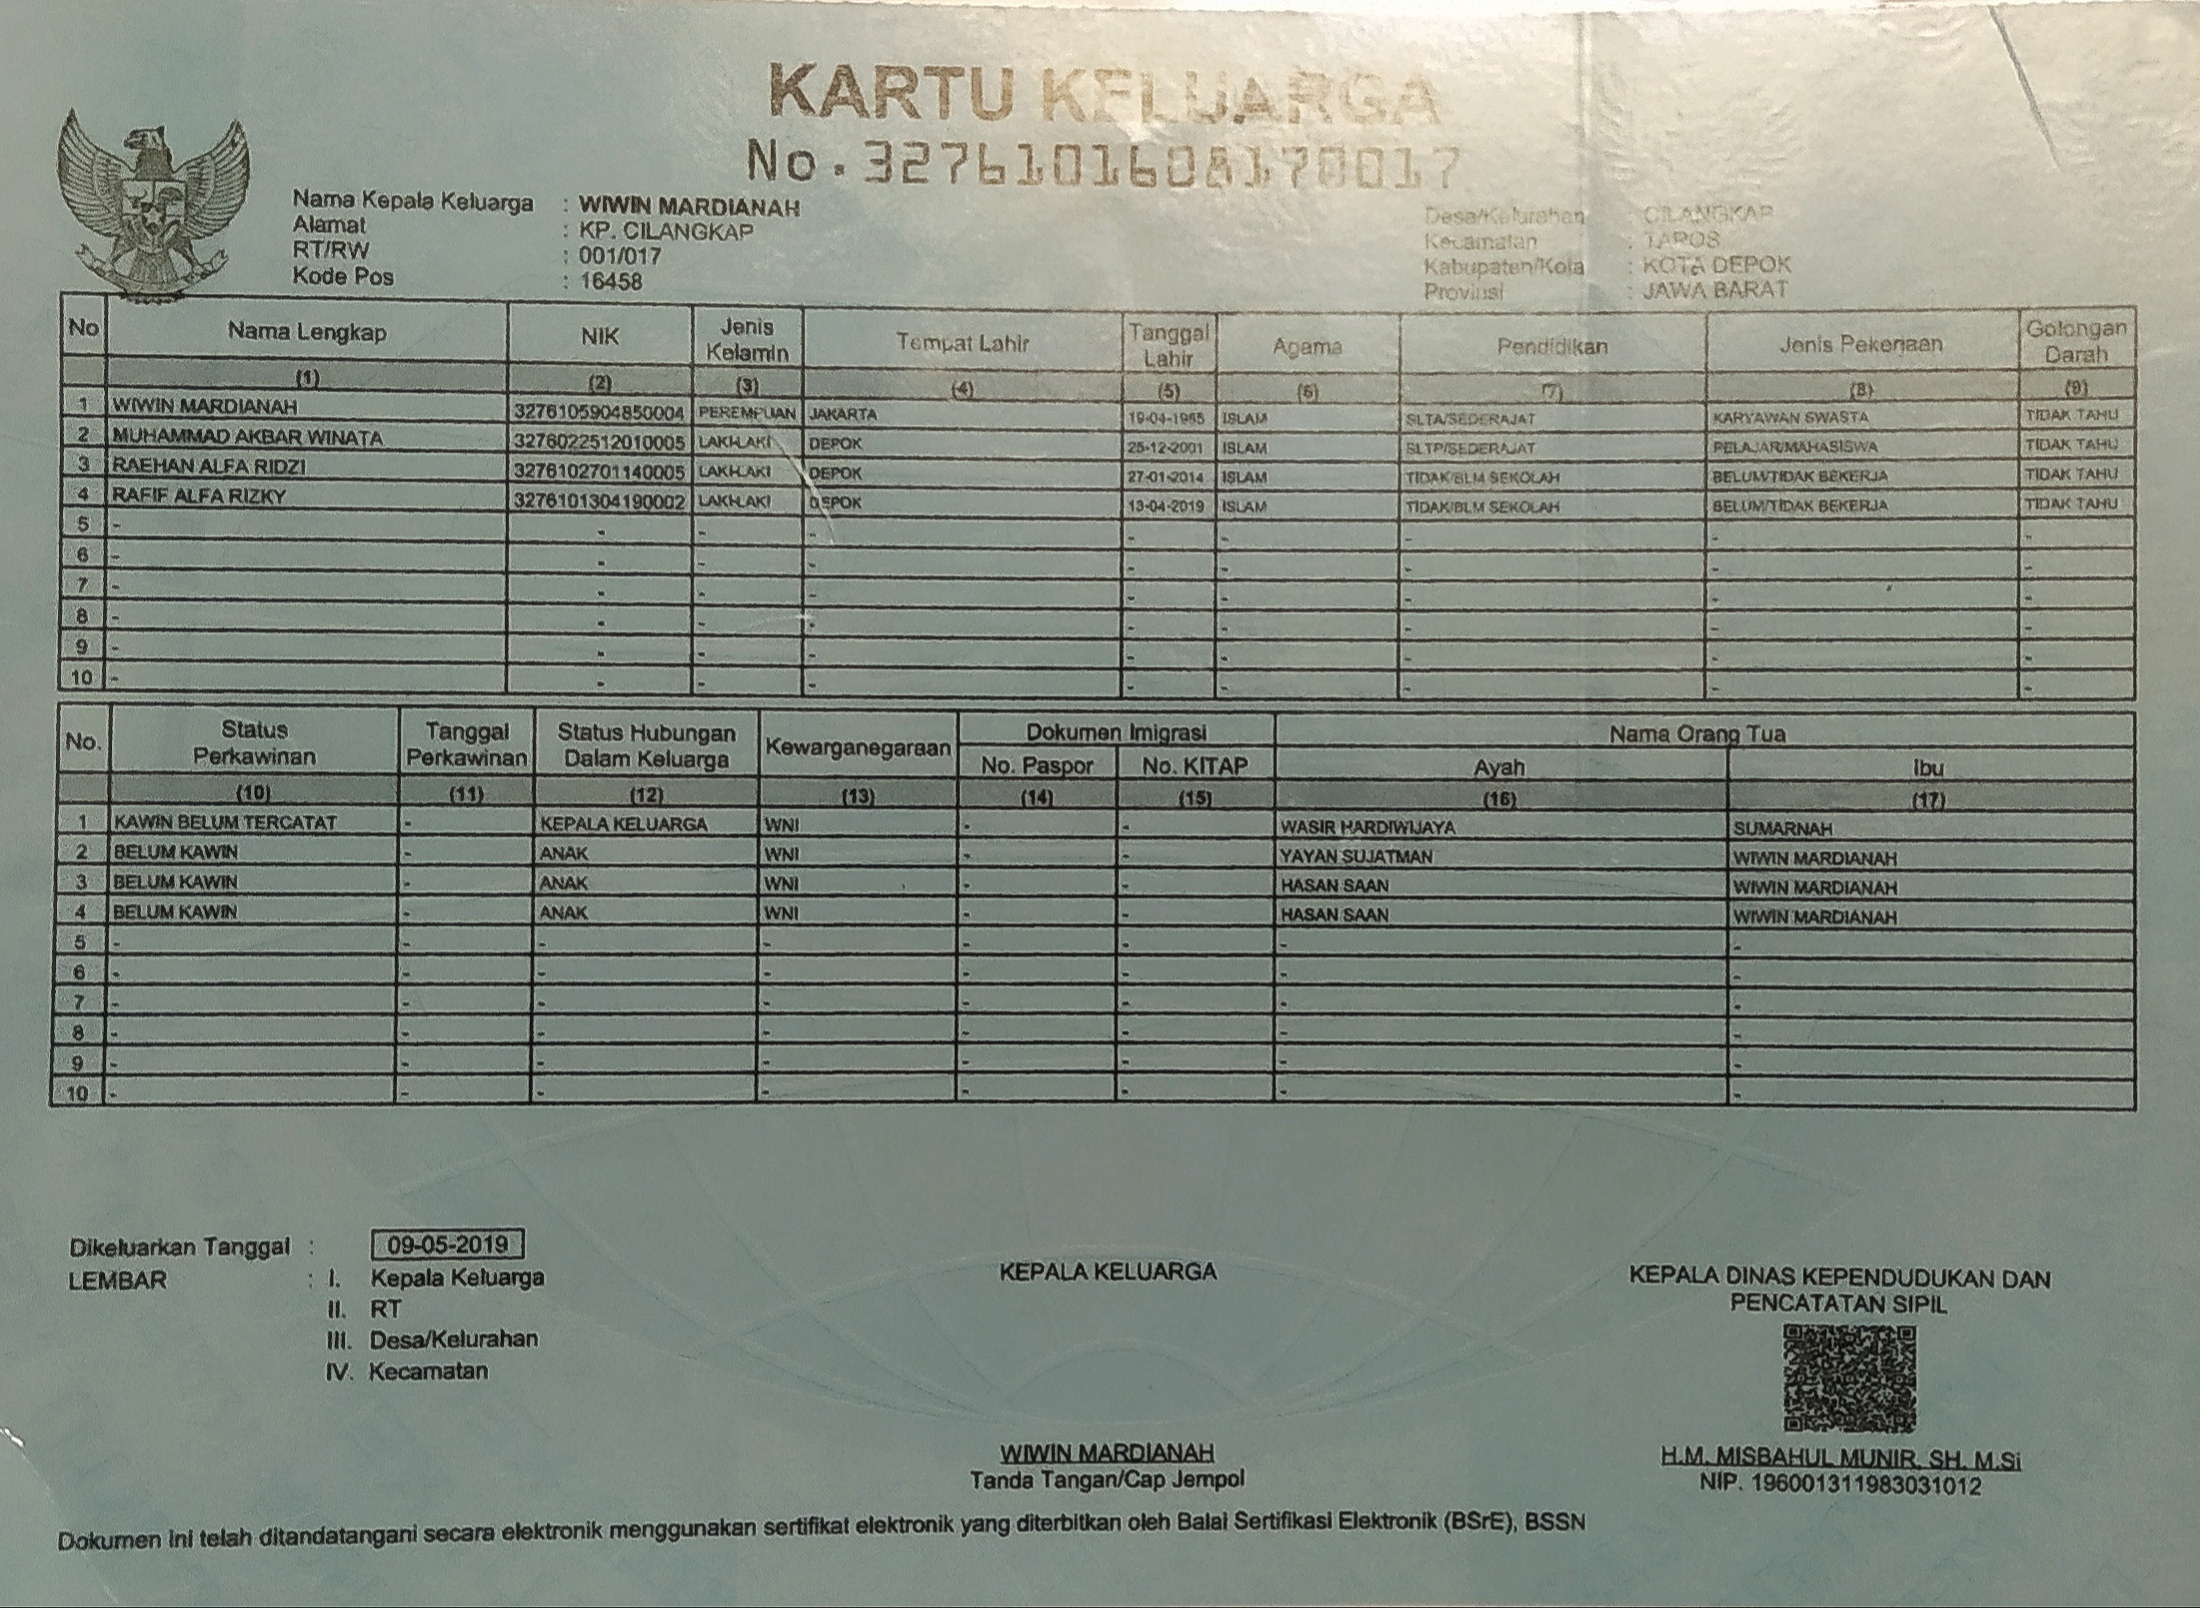 KARTU KELUARGA
No. 3276101608170017
Nama Kepala Keluarga : WIWIN MARDIANAH
Alamat : KP. CILANGKAP
RT/RW : 001/017
Kode Pos : 16458
Desa/Kelurahan : CILANGKAP
Kecamatan : TAPOS
Kabupaten/Kota : KOTA DEPOK
Provinsi : JAWA BARAT
No Nama Lengkap NIK Jenis Kelamin Tempat Lahir Tanggal Lahir Agama Pendidikan Jenis Pekerjaan Golongan Darah
(1) (2) (3) (4) (5) (6) (7) (8) (9)
1 WIWIN MARDIANAH 3276105904850004 PEREMPUAN JAKARTA 19-04-1985 ISLAM SLTA/SEDERAJAT KARYAWAN SWASTA TIDAK TAHU
2 MUHAMMAD AKBAR WINATA 3276022512010005 LAKI-LAKI DEPOK 25-12-2001 ISLAM SLTP/SEDERAJAT PELAJAR/MAHASISWA TIDAK TAHU
3 RAEHAN ALFA RIDZI 3276102701140005 LAKI-LAKI DEPOK 27-01-2014 ISLAM TIDAK/BLM SEKOLAH BELUM/TIDAK BEKERJA TIDAK TAHU
4 RAFIF ALFA RIZKY 3276101304190002 LAKI-LAKI DEPOK 13-04-2019 ISLAM TIDAK/BLM SEKOLAH BELUM/TIDAK BEKERJA TIDAK TAHU
5 - - - - - - - - -
6 - - - - - - - - -
7 - - - - - - - - -
8 - - - - - - - - -
9 - - - - - - - - -
10 - - - - - - - - -
No. Status Perkawinan Tanggal Perkawinan Status Hubungan Dalam Keluarga Kewarganegaraan Dokumen Imigrasi Nama Orang Tua
No. Paspor No. KITAP Ayah Ibu
(10) (11) (12) (13) (14) (15) (16) (17)
1 KAWIN BELUM TERCATAT - KEPALA KELUARGA WNI - - WASIR HARDIWIJAYA SUMARNAH
2 BELUM KAWIN - ANAK WNI - - YAYAN SUJATMAN WIWIN MARDIANAH
3 BELUM KAWIN - ANAK WNI - - HASAN SAAN WIWIN MARDIANAH
4 BELUM KAWIN - ANAK WNI - - HASAN SAAN WIWIN MARDIANAH
5 - - - - - - - -
6 - - - - - - - -
7 - - - - - - - -
8 - - - - - - - -
9 - - - - - - - -
10 - - - - - - - -
Dikeluarkan Tanggal : 09-05-2019
LEMBAR : I. Kepala Keluarga
II. RT
III. Desa/Kelurahan
IV. Kecamatan
KEPALA KELUARGA
WIWIN MARDIANAH
Tanda Tangan/Cap Jempol
KEPALA DINAS KEPENDUDUKAN DAN
PENCATATAN SIPIL
H.M. MISBAHUL MUNIR, SH. M.Si
NIP. 196001311983031012
Dokumen ini telah ditandatangani secara elektronik menggunakan sertifikat elektronik yang diterbitkan oleh Balai Sertifikasi Elektronik (BSrE), BSSN